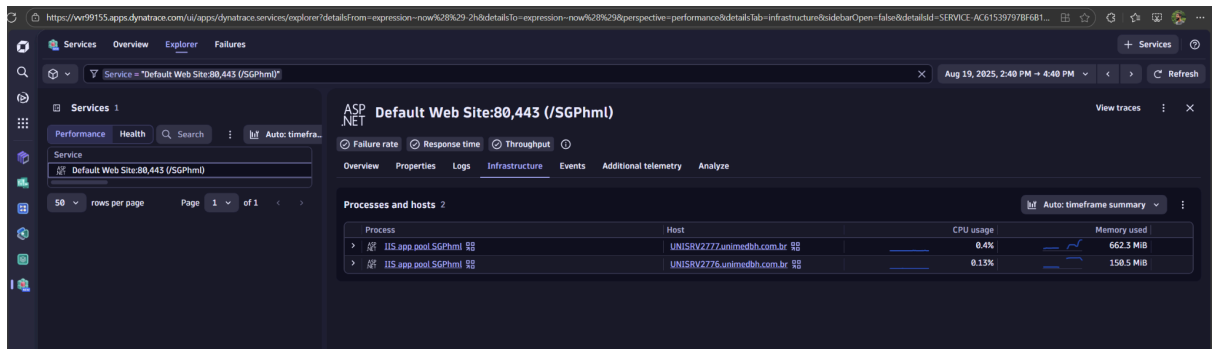 https://vvr99155.apps.dynatrace.com/ui/apps/dynatrace.services/explorer?detailsFrom=expression~now%28%29-2h&detailsTo=expression~now%28%29&perspective=performance&detailsTab=infrastructure&sidebarOpen=false&detailsId=SERVICE-AC61539797BF6B1...
Services Overview Explorer Failures + Services
Service = "Default Web Site:80,443 (/SGPhml)" Aug 19, 2025, 2:40 PM → 4:40 PM Refresh
Services 1
Performance Health Search Auto: timefra...
Service
Default Web Site:80,443 (/SGPhml)
50 rows per page Page 1 of 1
ASP .NET Default Web Site:80,443 (/SGPhml) View traces
Failure rate Response time Throughput
Overview Properties Logs Infrastructure Events Additional telemetry Analyze
Processes and hosts 2 Auto: timeframe summary
Process Host CPU usage Memory used
IIS app pool SGPhml UNISRV2777.unimedbh.com.br 0.4% 662.3 MiB
IIS app pool SGPhml UNISRV2776.unimedbh.com.br 0.13% 150.5 MiB